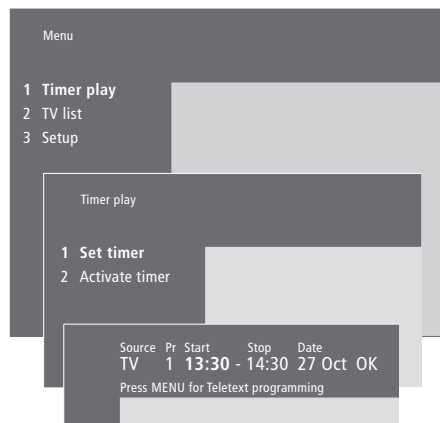 Menu
1 Timer play
2 TV list
3 Setup
Timer play
1 Set timer
2 Activate timer
Source Pr Start Stop Date
TV 1 13:30 - 14:30 27 Oct OK
Press MENU for Teletext programming